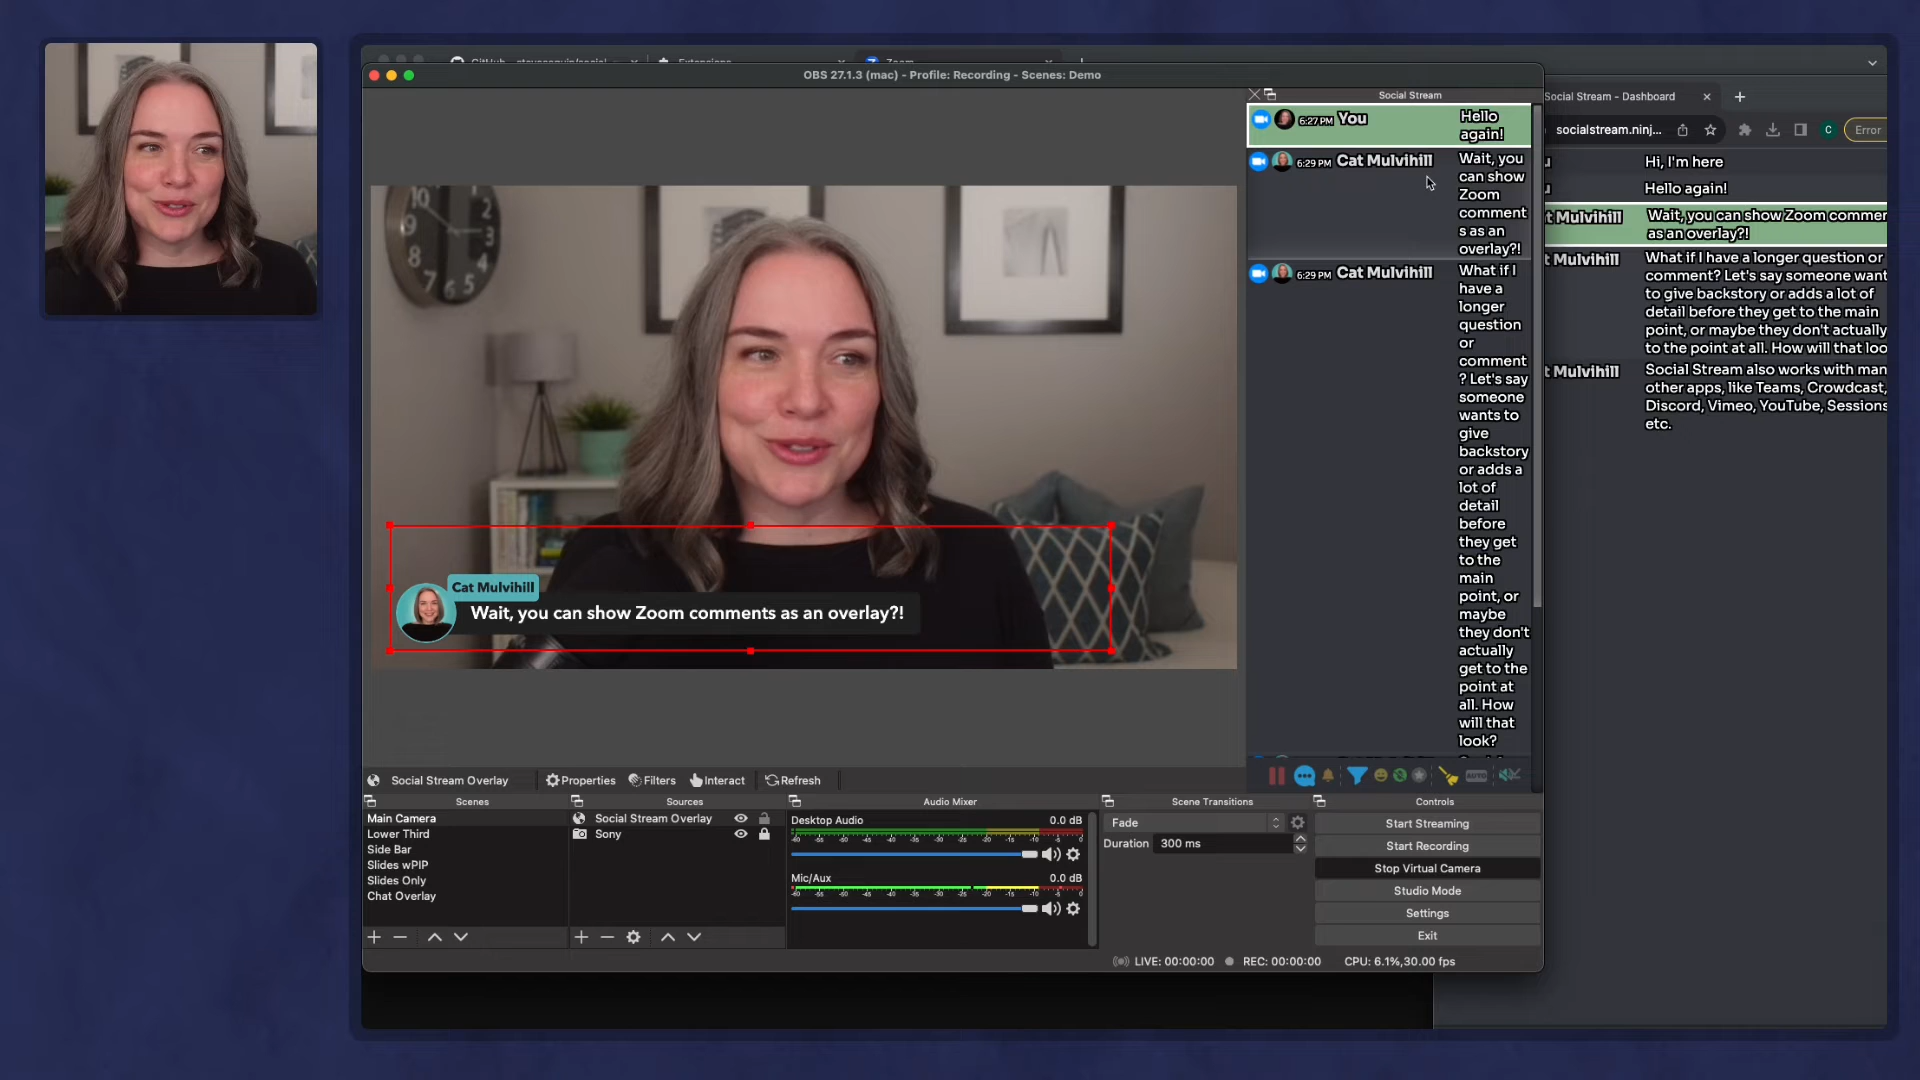 OBS 27.1.3 (mac) - Profile: Recording - Scenes: Demo
Extensions
Zoom
Social Stream
6:27 PM You
Hello
again!
6:29 PM Cat Mulvihill
Wait, you
can show
Zoom
comment
s as an
overlay?!
6:29 PM Cat Mulvihill
What if I
have a
longer
question
or
comment
? Let's say
someone
wants to
give
backstory
or adds a
lot of
detail
before
they get
to the
main
point, or
maybe
they don't
actually
get to the
point at
all. How
will that
look?
AUTO
Social Stream - Dashboard
socialstream.ninj...
C
Error
Hi, I'm here
Hello again!
t Mulvihill
Wait, you can show Zoom commer
as an overlay?!
t Mulvihill
What if I have a longer question or
comment? Let's say someone want
to give backstory or adds a lot of
detail before they get to the main
point, or maybe they don't actually
to the point at all. How will that loo
t Mulvihill
Social Stream also works with man
other apps, like Teams, Crowdcast,
Discord, Vimeo, YouTube, Sessions
etc.
Cat Mulvihill
Wait, you can show Zoom comments as an overlay?!
Social Stream Overlay
Properties
Filters
Interact
Refresh
Scenes
Main Camera
Lower Third
Side Bar
Slides wPIP
Slides Only
Chat Overlay
Sources
Social Stream Overlay
Sony
Audio Mixer
Desktop Audio
0.0 dB
Mic/Aux
0.0 dB
Scene Transitions
Fade
Duration
300 ms
Controls
Start Streaming
Start Recording
Stop Virtual Camera
Studio Mode
Settings
Exit
LIVE: 00:00:00
REC: 00:00:00
CPU: 6.1%,30.00 fps